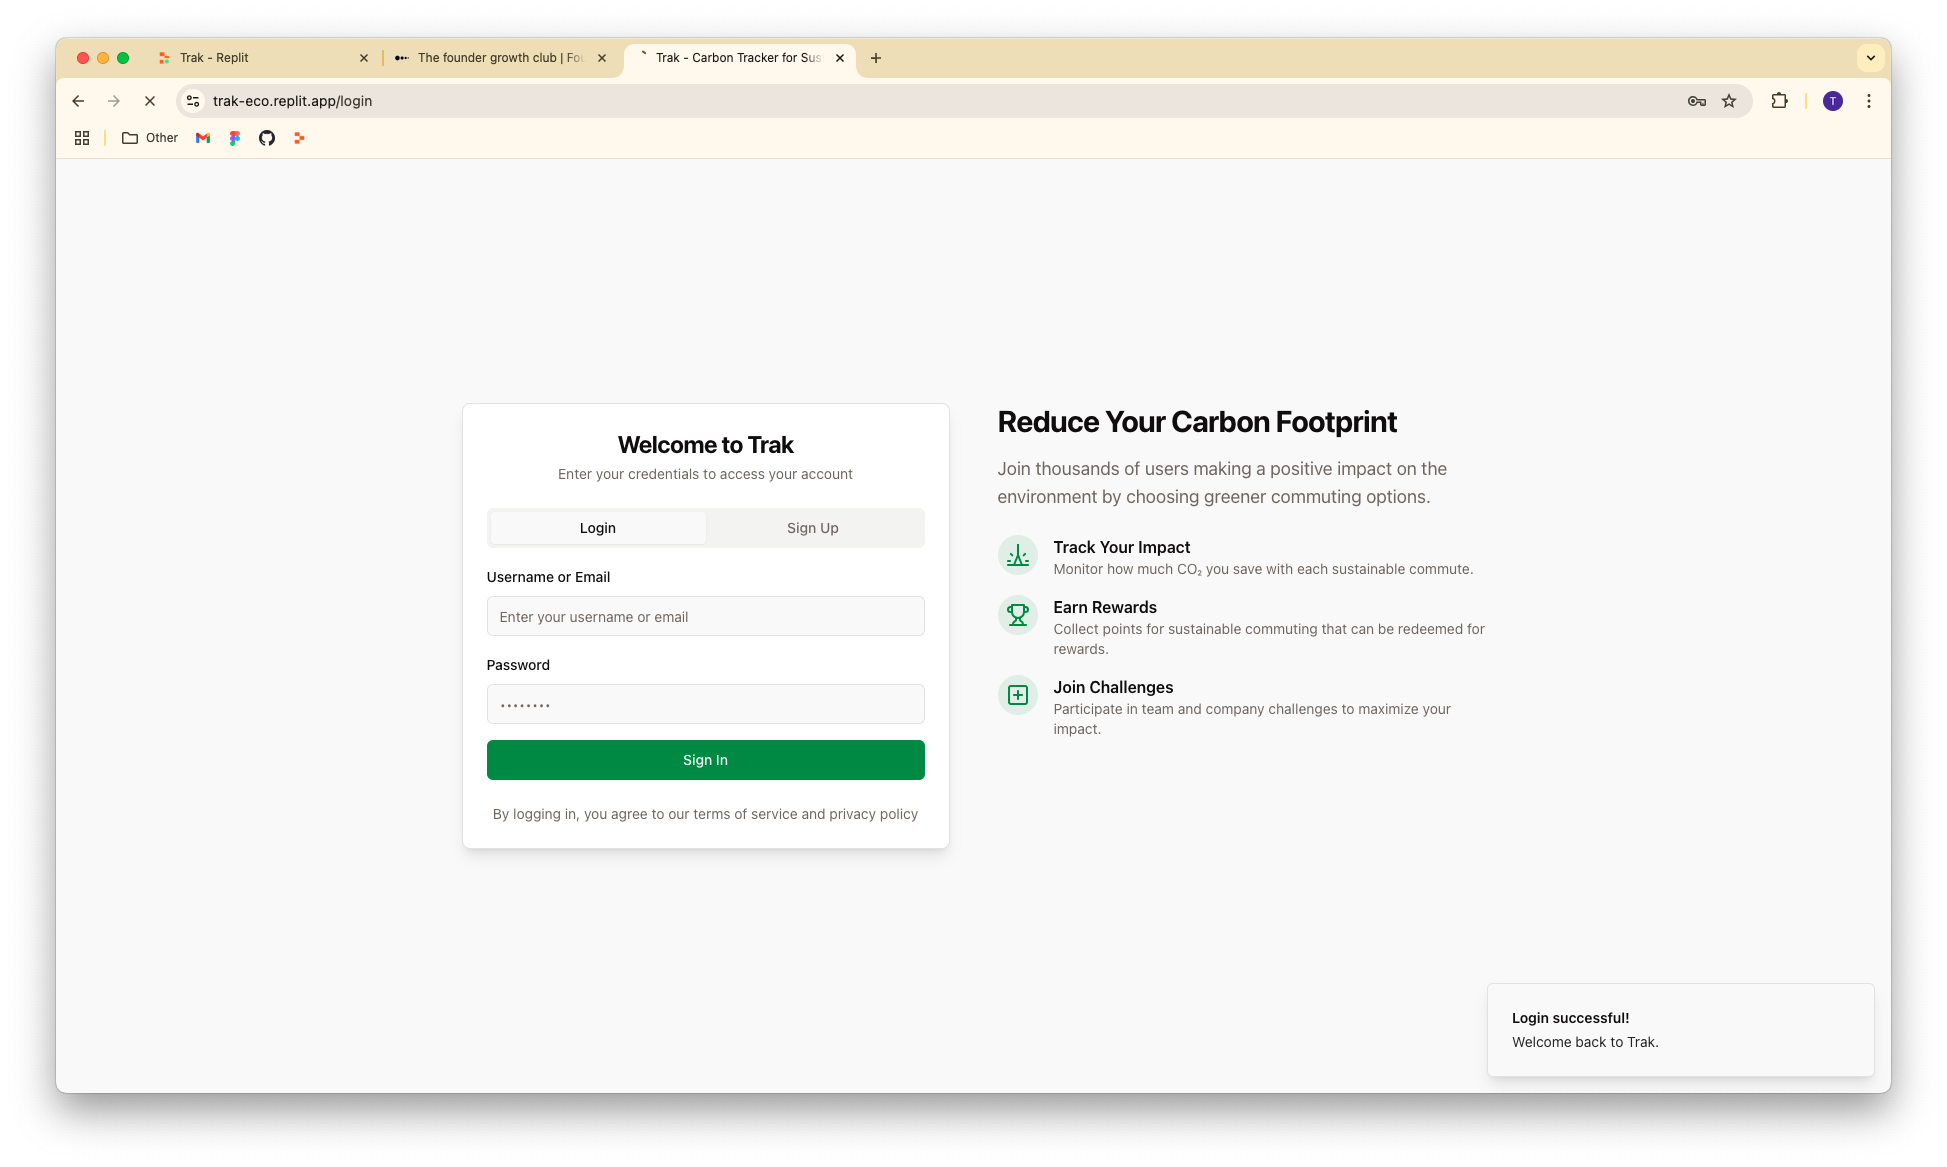 Trak - Replit
The founder growth club | Fou
Trak - Carbon Tracker for Sus
trak-eco.replit.app/login
T
Other
Welcome to Trak
Enter your credentials to access your account
Login
Sign Up
Username or Email
Enter your username or email
Password
Sign In
By logging in, you agree to our terms of service and privacy policy
Reduce Your Carbon Footprint
Join thousands of users making a positive impact on the
environment by choosing greener commuting options.
Track Your Impact
Monitor how much CO₂ you save with each sustainable commute.
Earn Rewards
Collect points for sustainable commuting that can be redeemed for
rewards.
Join Challenges
Participate in team and company challenges to maximize your
impact.
Login successful!
Welcome back to Trak.